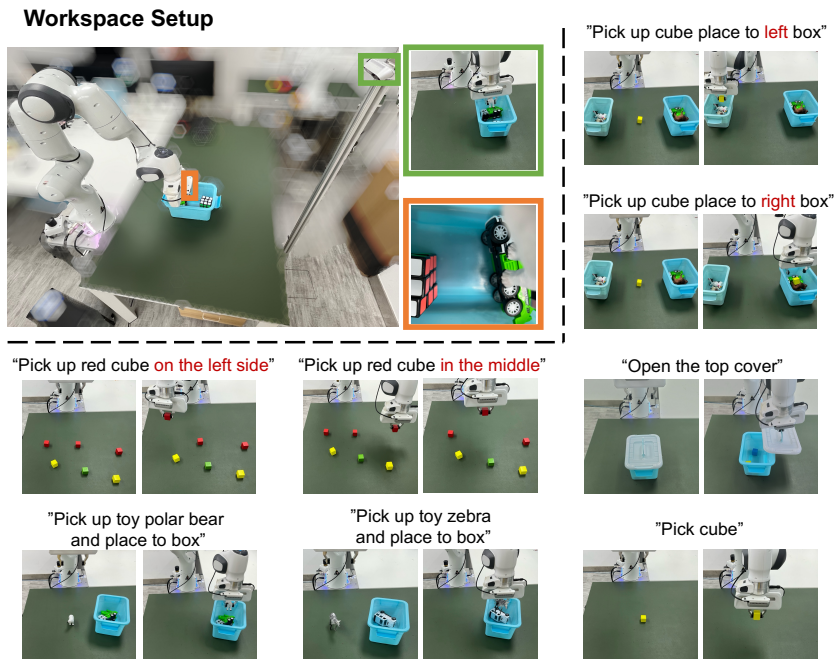 Workspace Setup
”Pick up cube place to left box”
”Pick up cube place to right box”
“Pick up red cube on the left side”
“Pick up red cube in the middle”
“Open the top cover”
”Pick up toy polar bear
and place to box”
”Pick up toy zebra
and place to box”
”Pick cube”